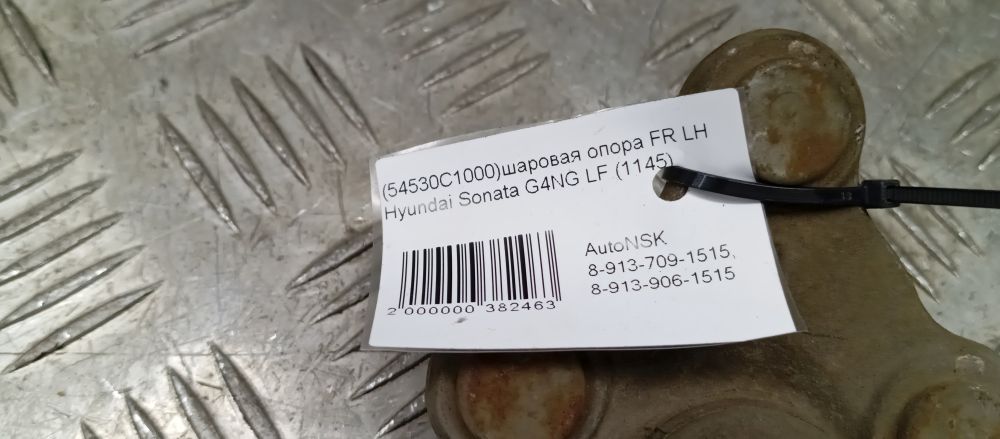 (54530C1000)шаровая опора FR LH
Hyundai Sonata G4NG LF (1145)
AutoNSK
8-913-709-1515,
8-913-906-1515
2 000000 382463